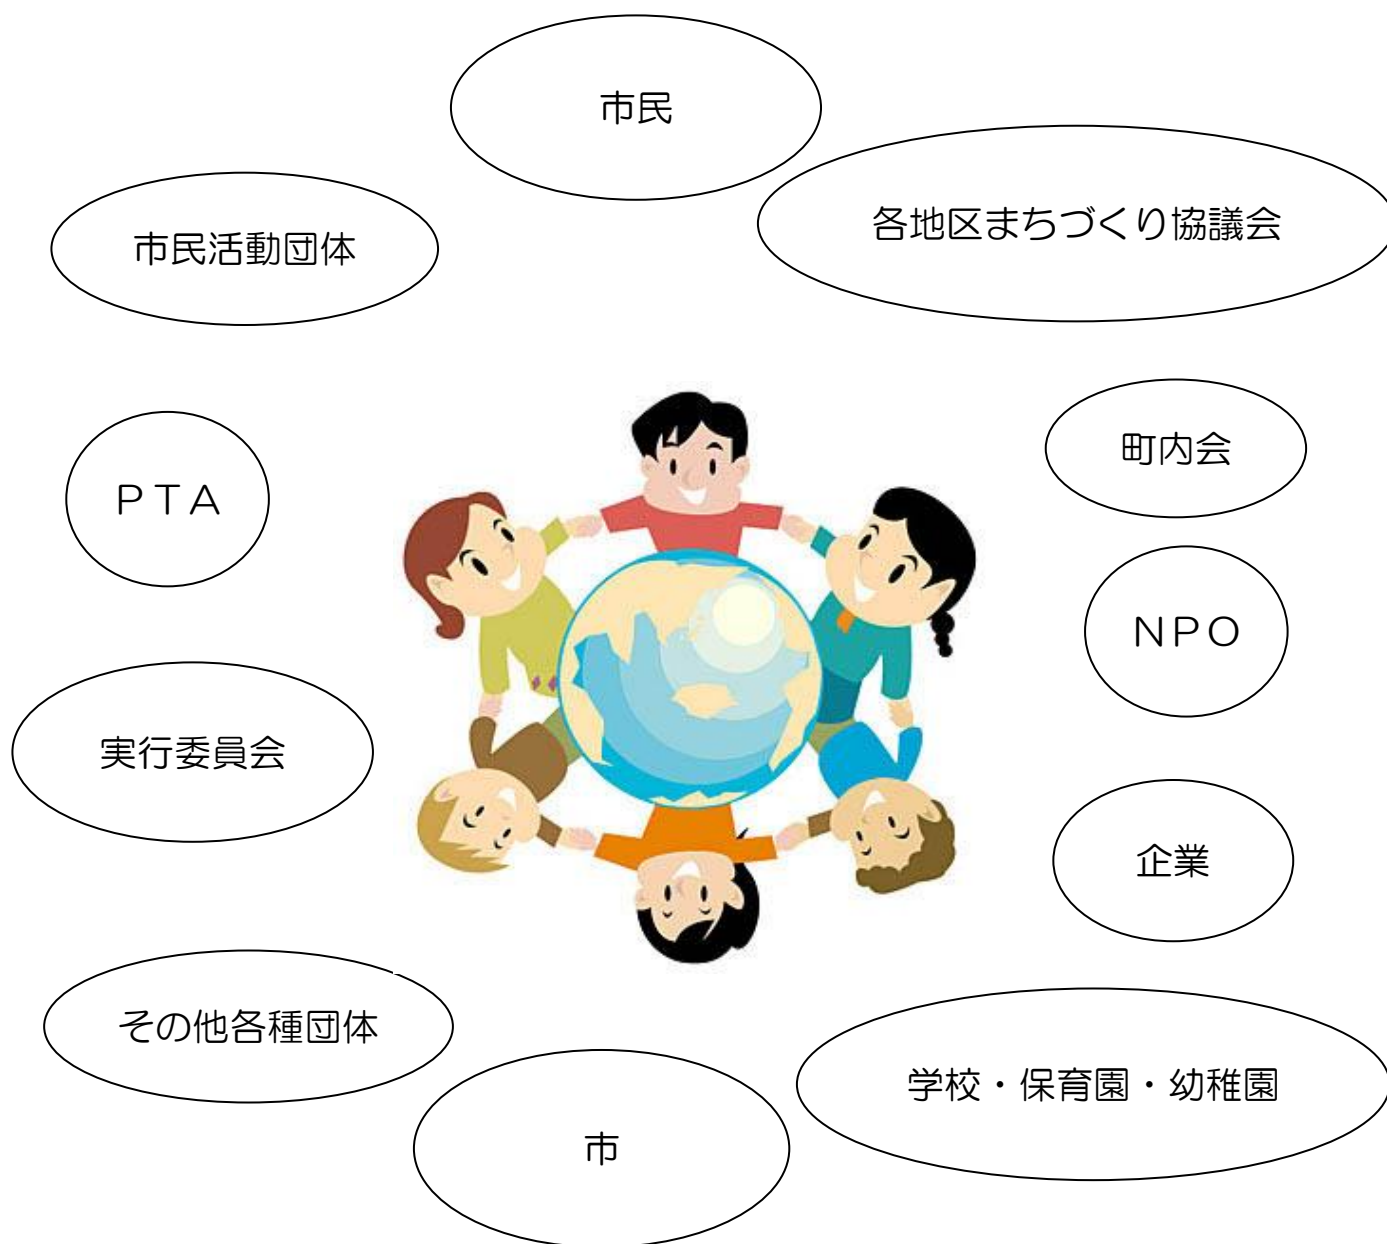 市民
各地区まちづくり協議会
市民活動団体
町内会
ＰＴＡ
ＮＰＯ
実行委員会
企業
その他各種団体
学校・保育園・幼稚園
市